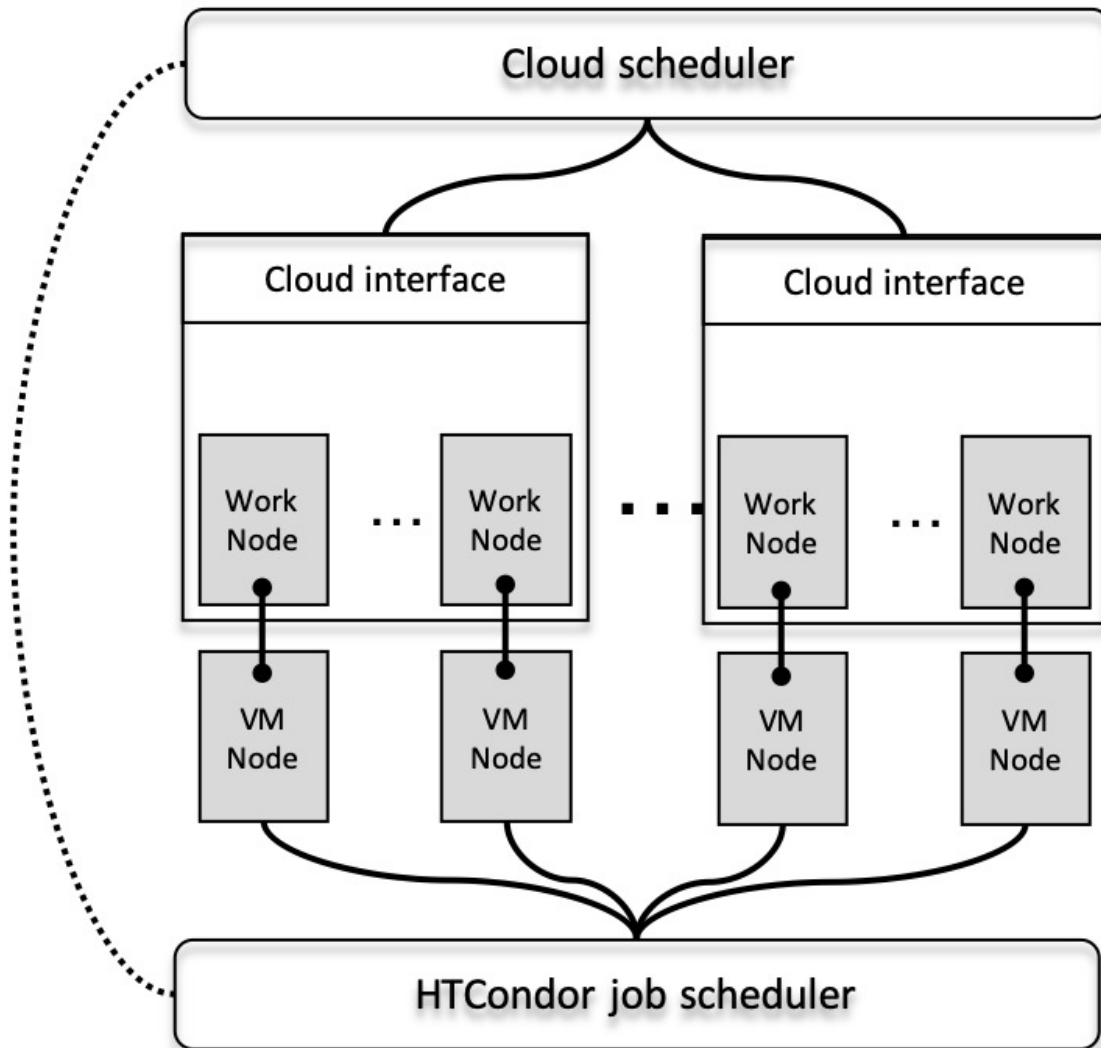 Cloud scheduler
Cloud interface
Cloud interface
Work
Node
...
Work
Node
...
Work
Node
...
Work
Node
VM
Node
VM
Node
VM
Node
VM
Node
HTCondor job scheduler